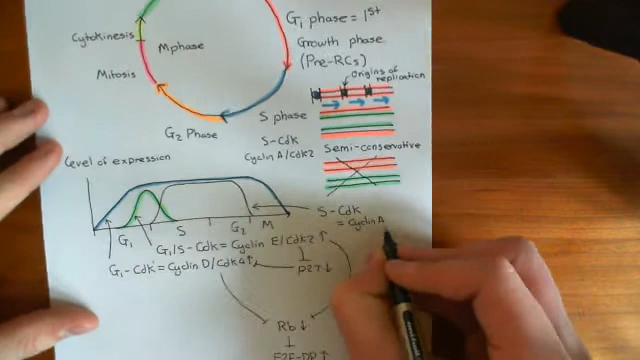 G₁ phase = 1st
Growth phase
(Pre-RCs)
Cytokinesis
M phase
Mitosis
G₂ Phase
Origins of
replication
S phase
S-Cdk
Cyclin A/Cdk2
Semi-conservative
Level of expression
G₁
S
G₂
M
S-Cdk
= Cyclin A
G₁/S-Cdk = Cyclin E/Cdk2 ↑
G₁-Cdk = Cyclin D/Cdk4 ↑
P27 ↓
Rb ↓
E2F-DP ↑